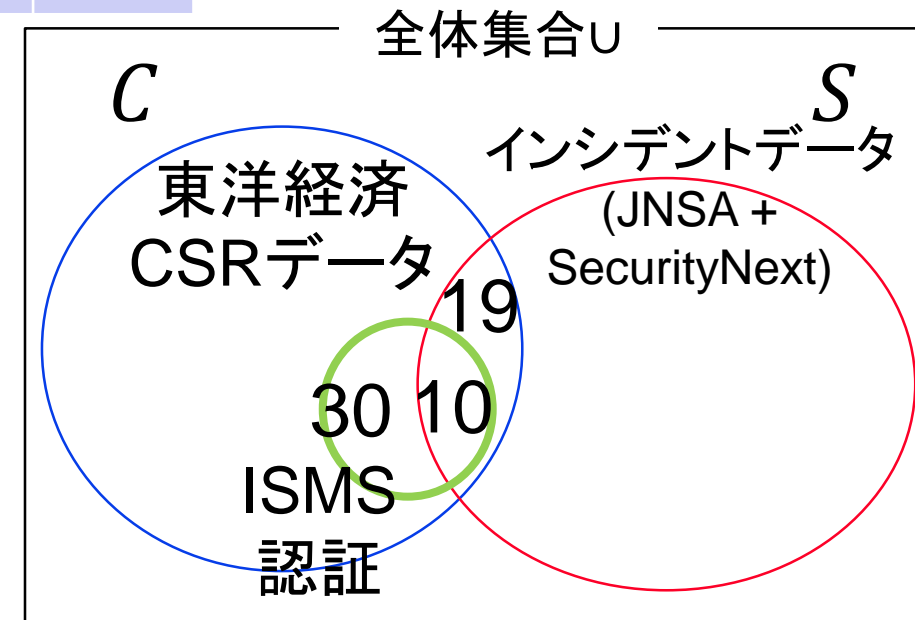 全体集合U
C
S
インシデントデータ
(JNSA +
SecurityNext)
東洋経済
CSRデータ
19
30
10
ISMS
認証